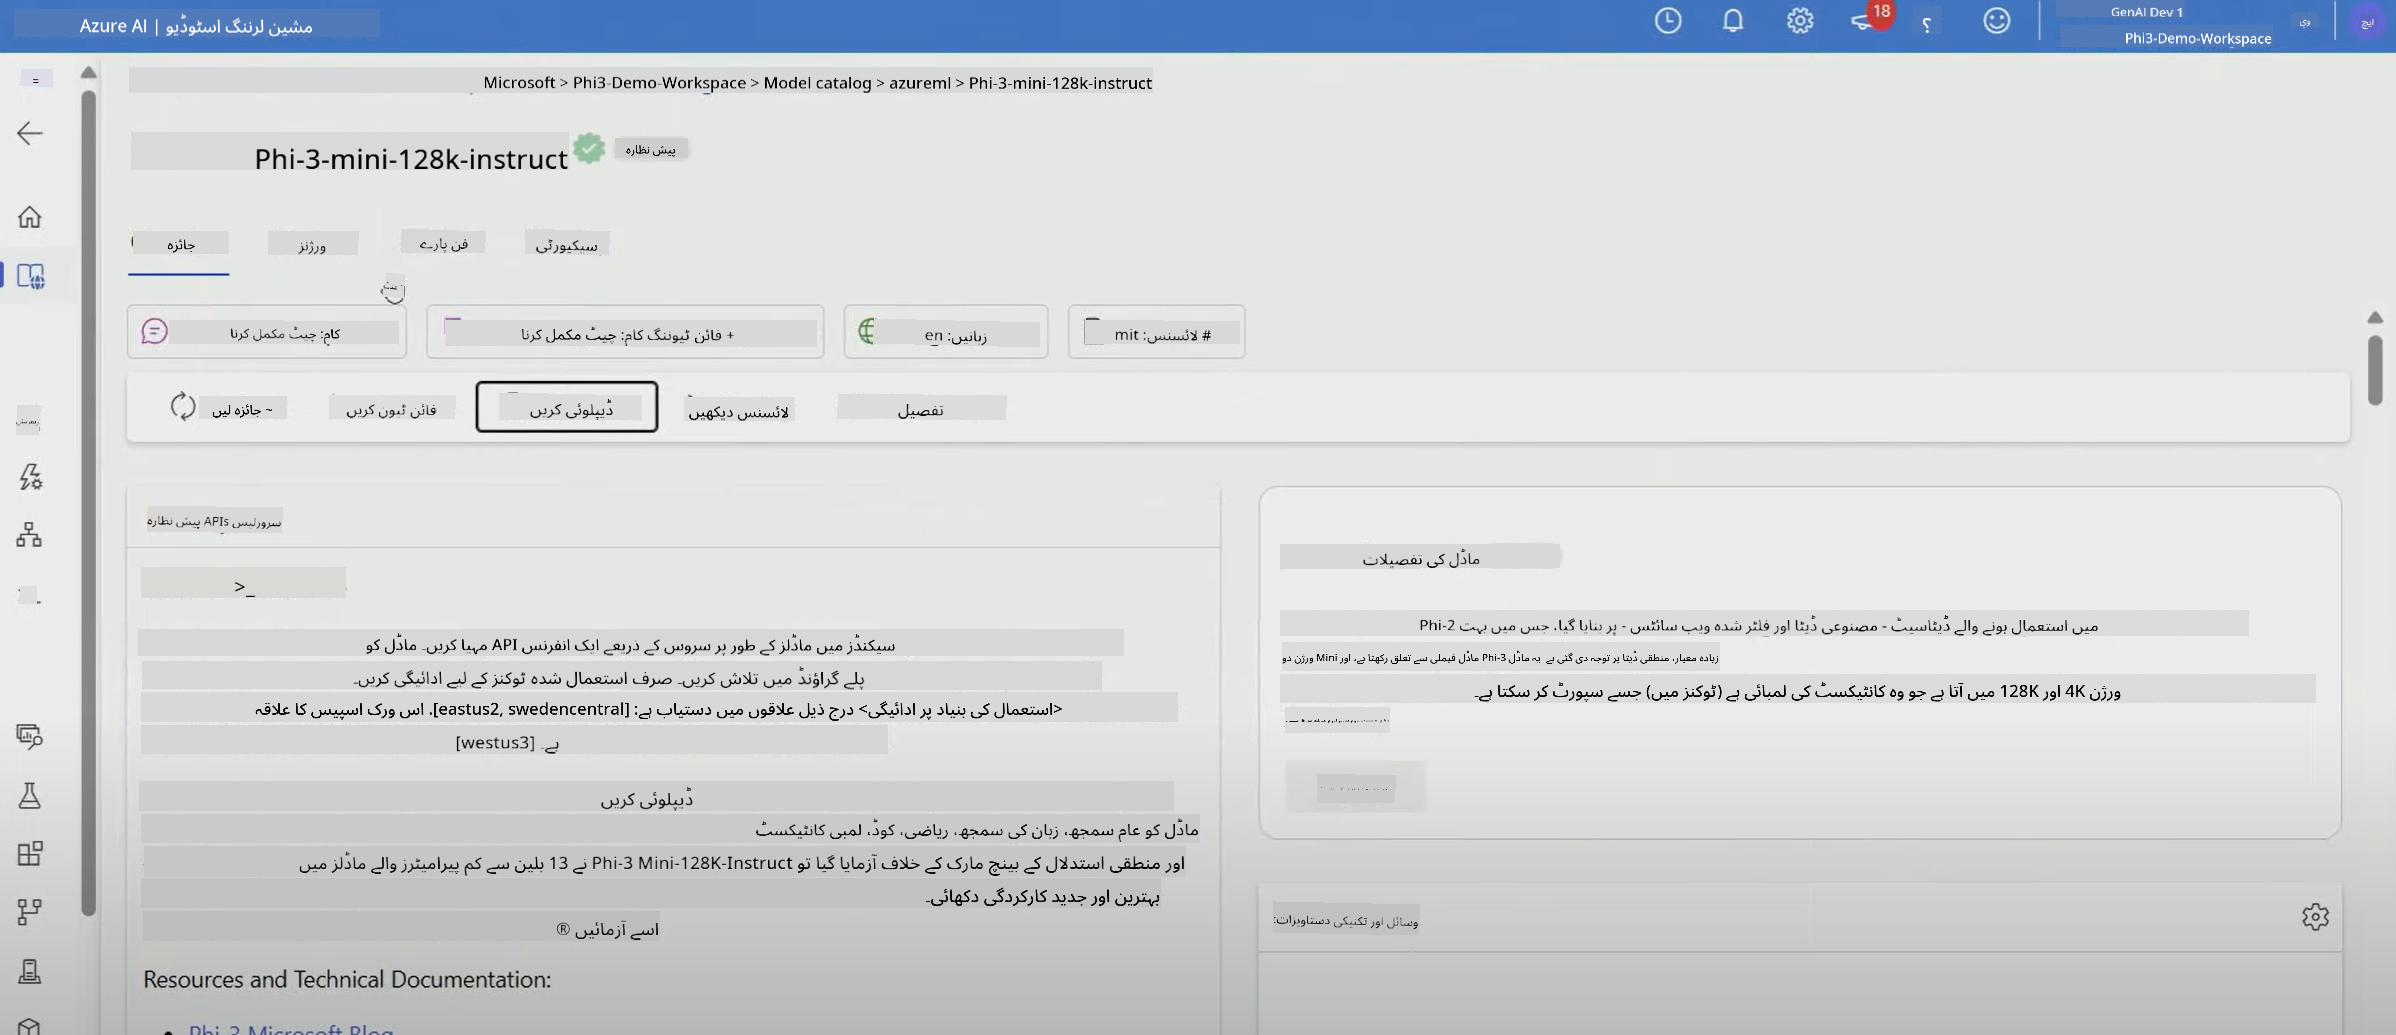 Azure AI | مشین لرننگ اسٹوڈیو
18
؟
GenAI Dev 1
Phi3-Demo-Workspace
وی
ایچ
=
Microsoft > Phi3-Demo-Workspace > Model catalog > azureml > Phi-3-mini-128k-instruct
Phi-3-mini-128k-instruct
پیش نظارہ
جائزہ
ورژنز
فن پارے
سیکیورٹی
کام: چیٹ مکمل کرنا
+ فائن ٹیوننگ کام: چیٹ مکمل کرنا
زبانیں: en
# لائسنس: mit
~ جائزہ لیں
فائن ٹیون کریں
ڈیپلوئی کریں
لائسنس دیکھیں
تفصیل
سرورلیس APIs پیش نظارہ
>_
سیکنڈز میں ماڈلز کے طور پر سروس کے ذریعے ایک انفرنس API مہیا کریں۔ ماڈل کو
پلے گراؤنڈ میں تلاش کریں۔ صرف استعمال شدہ ٹوکنز کے لیے ادائیگی کریں۔
<استعمال کی بنیاد پر ادائیگی> درج ذیل علاقوں میں دستیاب ہے: [eastus2, swedencentral]. اس ورک اسپیس کا علاقہ
[westus3] ہے۔
ڈیپلوئی کریں
ماڈل کو عام سمجھ، زبان کی سمجھ، ریاضی، کوڈ، لمبی کانٹیکسٹ
اور منطقی استدلال کے بینچ مارک کے خلاف آزمایا گیا تو Phi-3 Mini-128K-Instruct نے 13 بلین سے کم پیرامیٹرز والے ماڈلز میں
بہترین اور جدید کارکردگی دکھائی۔
اسے آزمائیں ®
Resources and Technical Documentation:
Phi-3 Microsoft Blog
ماڈل کی تفصیلات
Phi-2 میں استعمال ہونے والے ڈیٹاسیٹ - مصنوعی ڈیٹا اور فلٹر شدہ ویب سائٹس - پر بنایا گیا، جس میں بہت
زیادہ معیار، منطقی ڈیٹا پر توجہ دی گئی ہے۔ یہ ماڈل Phi-3 ماڈل فیملی سے تعلق رکھتا ہے، اور Mini ورژن دو
ورژن 4K اور 128K میں آتا ہے جو وہ کانٹیکسٹ کی لمبائی ہے (ٹوکنز میں) جسے سپورٹ کر سکتا ہے۔
وسائل اور تکنیکی دستاویزات: